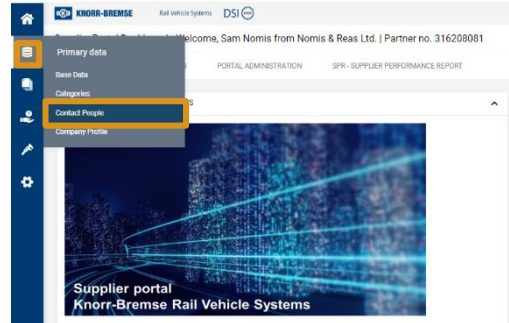 KNORR-BREMSE Rail Vehicle Systems DSI
Welcome, Sam Nomis from Nomis & Reas Ltd. | Partner no. 316208081
Primary data
PORTAL ADMINISTRATION SPR - SUPPLIER PERFORMANCE REPORT
Base Data
Categories
Contact People
Company Profile
Supplier portal
Knorr-Bremse Rail Vehicle Systems